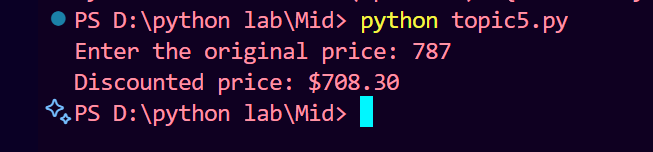 PS D:\python lab\Mid> python topic5.py
Enter the original price: 787
Discounted price: $708.30
PS D:\python lab\Mid>